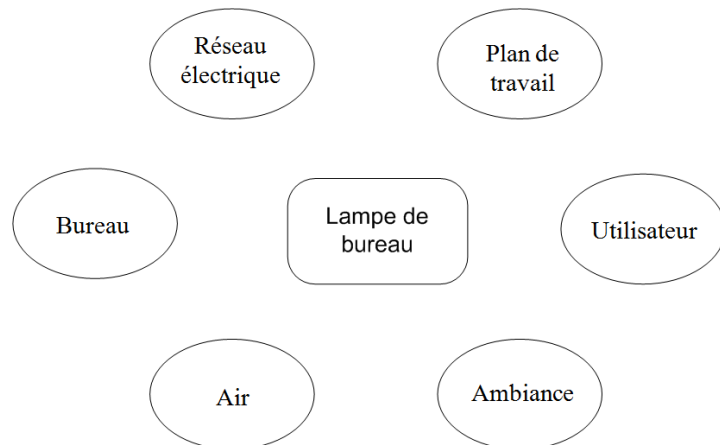 Réseau
électrique
Plan de
travail
Bureau
Lampe de
bureau
Utilisateur
Air
Ambiance